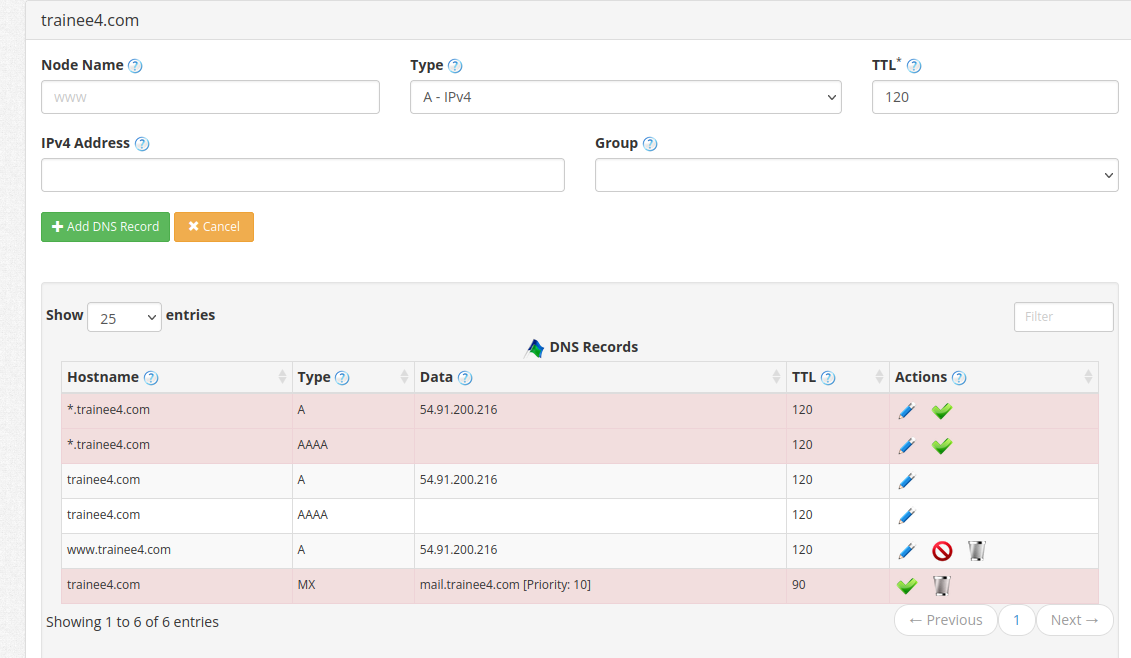 trainee4.com
Node Name Type TTL*
www A - IPv4 120
IPv4 Address Group
Add DNS Record Cancel
Show 25 entries Filter
DNS Records
Hostname Type Data TTL Actions
*.trainee4.com A 54.91.200.216 120
*.trainee4.com AAAA 120
trainee4.com A 54.91.200.216 120
trainee4.com AAAA 120
www.trainee4.com A 54.91.200.216 120
trainee4.com MX mail.trainee4.com [Priority: 10] 90
Showing 1 to 6 of 6 entries ← Previous 1 Next →